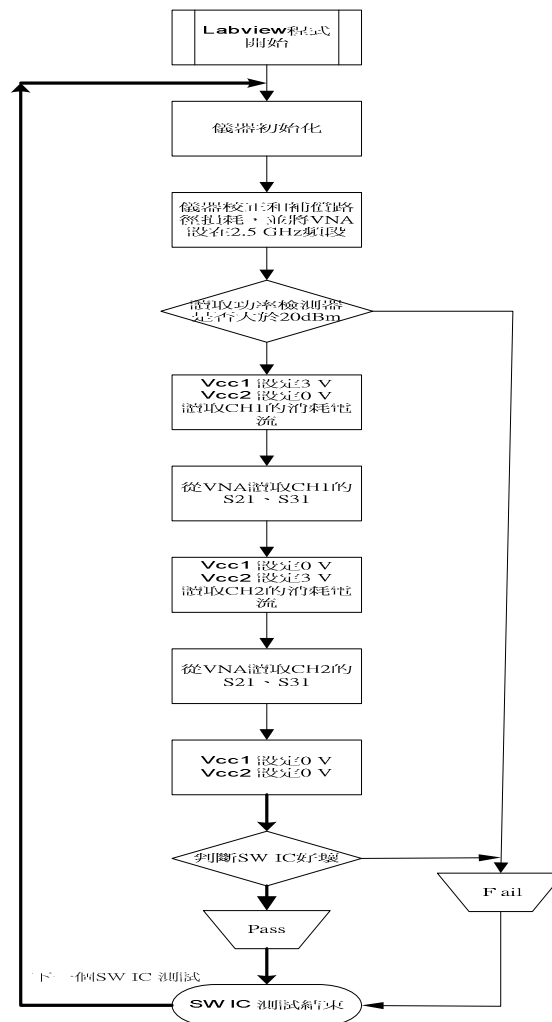 Labview程式
開始
儀器初始化
儀器校正和補償路
徑損耗，並將VNA
設在2.5 GHz頻段
讀取功率檢測器
是否大於20dBm
Vcc1 設定3 V
Vcc2 設定0 V
讀取CH1的消耗電
流
從VNA讀取CH1的
S21、S31
Vcc1 設定0 V
Vcc2 設定3 V
讀取CH2的消耗電
流
從VNA讀取CH2的
S21、S31
Vcc1 設定0 V
Vcc2 設定0 V
判斷SW IC好壞
Fail
Pass
下一個SW IC 測試
SW IC 測試結束